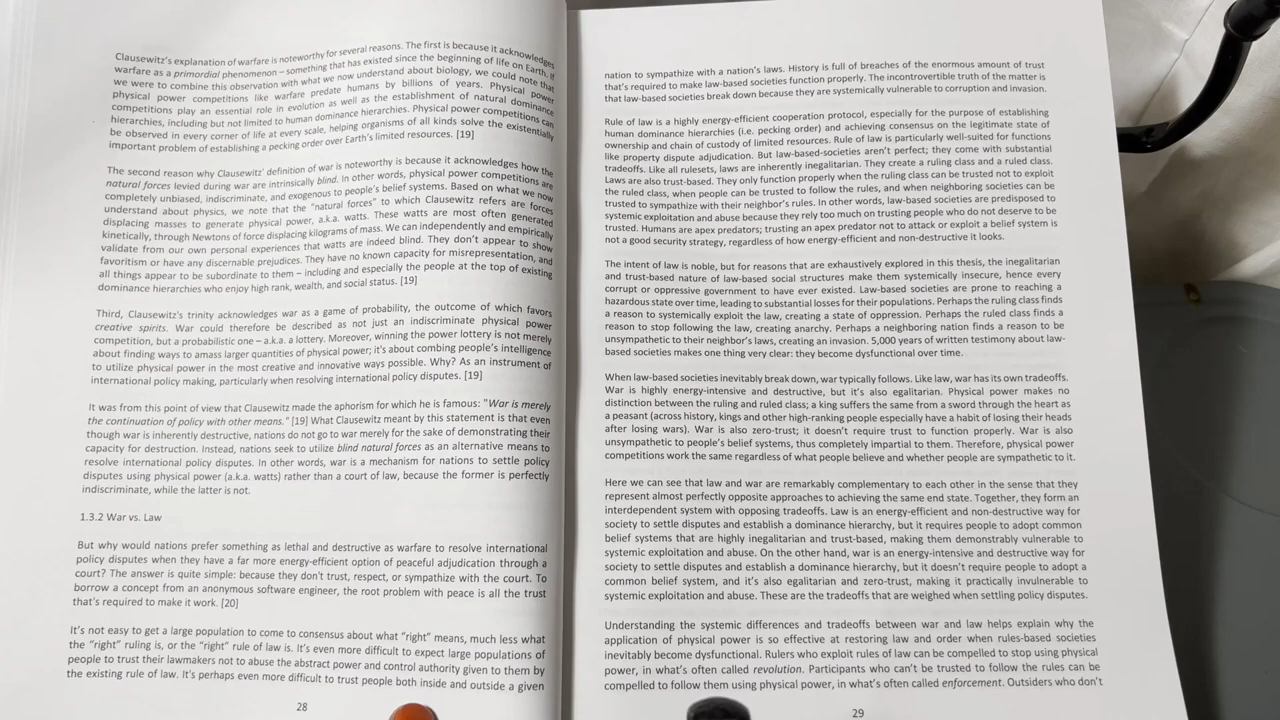 Clausewitz's explanation of warfare is noteworthy for several reasons. The first is because it acknowledges
warfare as a primordial phenomenon – something that has existed since the beginning of life on Earth. If
we were to combine this observation with what we now understand about biology, we could note that
physical power competitions like warfare predate humans by billions of years. Physical power
competitions play an essential role in evolution as well as the establishment of natural dominance
hierarchies, including but not limited to human dominance hierarchies. Physical power competitions can
be observed in every corner of life at every scale, helping organisms of all kinds solve the existentially
important problem of establishing a pecking order over Earth's limited resources. [19]
The second reason why Clausewitz' definition of war is noteworthy is because it acknowledges how the
natural forces levied during war are intrinsically blind. In other words, physical power competitions are
completely unbiased, indiscriminate, and exogenous to people's belief systems. Based on what we now
understand about physics, we note that the "natural forces" to which Clausewitz refers are forces
displacing masses to generate physical power, a.k.a. watts. These watts are most often generated
kinetically, through Newtons of force displacing kilograms of mass. We can independently and empirically
validate from our own personal experiences that watts are indeed blind. They don't appear to show
favoritism or have any discernable prejudices. They have no known capacity for misrepresentation, and
all things appear to be subordinate to them – including and especially the people at the top of existing
dominance hierarchies who enjoy high rank, wealth, and social status. [19]
Third, Clausewitz's trinity acknowledges war as a game of probability, the outcome of which favors
creative spirits. War could therefore be described as not just an indiscriminate physical power
competition, but a probabilistic one – a.k.a. a lottery. Moreover, winning the power lottery is not merely
about finding ways to amass larger quantities of physical power; it's about combing people's intelligence
to utilize physical power in the most creative and innovative ways possible. Why? As an instrument of
international policy making, particularly when resolving international policy disputes. [19]
It was from this point of view that Clausewitz made the aphorism for which he is famous: "War is merely
the continuation of policy with other means." [19] What Clausewitz meant by this statement is that even
though war is inherently destructive, nations do not go to war merely for the sake of demonstrating their
capacity for destruction. Instead, nations seek to utilize blind natural forces as an alternative means to
resolve international policy disputes. In other words, war is a mechanism for nations to settle policy
disputes using physical power (a.k.a. watts) rather than a court of law, because the former is perfectly
indiscriminate, while the latter is not.
1.3.2 War vs. Law
But why would nations prefer something as lethal and destructive as warfare to resolve international
policy disputes when they have a far more energy-efficient option of peaceful adjudication through a
court? The answer is quite simple: because they don't trust, respect, or sympathize with the court. To
borrow a concept from an anonymous software engineer, the root problem with peace is all the trust
that's required to make it work. [20]
It's not easy to get a large population to come to consensus about what "right" means, much less what
the "right" ruling is, or the "right" rule of law is. It's even more difficult to expect large populations of
people to trust their lawmakers not to abuse the abstract power and control authority given to them by
the existing rule of law. It's perhaps even more difficult to trust people both inside and outside a given
28
nation to sympathize with a nation's laws. History is full of breaches of the enormous amount of trust
that's required to make law-based societies function properly. The incontrovertible truth of the matter is
that law-based societies break down because they are systemically vulnerable to corruption and invasion.
Rule of law is a highly energy-efficient cooperation protocol, especially for the purpose of establishing
human dominance hierarchies (i.e. pecking order) and achieving consensus on the legitimate state of
ownership and chain of custody of limited resources. Rule of law is particularly well-suited for functions
like property dispute adjudication. But law-based-societies aren't perfect; they come with substantial
tradeoffs. Like all rulesets, laws are inherently inegalitarian. They create a ruling class and a ruled class.
Laws are also trust-based. They only function properly when the ruling class can be trusted not to exploit
the ruled class, when people can be trusted to follow the rules, and when neighboring societies can be
trusted to sympathize with their neighbor's rules. In other words, law-based societies are predisposed to
systemic exploitation and abuse because they rely too much on trusting people who do not deserve to be
trusted. Humans are apex predators; trusting an apex predator not to attack or exploit a belief system is
not a good security strategy, regardless of how energy-efficient and non-destructive it looks.
The intent of law is noble, but for reasons that are exhaustively explored in this thesis, the inegalitarian
and trust-based nature of law-based social structures make them systemically insecure, hence every
corrupt or oppressive government to have ever existed. Law-based societies are prone to reaching a
hazardous state over time, leading to substantial losses for their populations. Perhaps the ruling class finds
a reason to systemically exploit the law, creating a state of oppression. Perhaps the ruled class finds a
reason to stop following the law, creating anarchy. Perhaps a neighboring nation finds a reason to be
unsympathetic to their neighbor's laws, creating an invasion. 5,000 years of written testimony about law-
based societies makes one thing very clear: they become dysfunctional over time.
When law-based societies inevitably break down, war typically follows. Like law, war has its own tradeoffs.
War is highly energy-intensive and destructive, but it's also egalitarian. Physical power makes no
distinction between the ruling and ruled class; a king suffers the same from a sword through the heart as
a peasant (across history, kings and other high-ranking people especially have a habit of losing their heads
after losing wars). War is also zero-trust; it doesn't require trust to function properly. War is also
unsympathetic to people's belief systems, thus completely impartial to them. Therefore, physical power
competitions work the same regardless of what people believe and whether people are sympathetic to it.
Here we can see that law and war are remarkably complementary to each other in the sense that they
represent almost perfectly opposite approaches to achieving the same end state. Together, they form an
interdependent system with opposing tradeoffs. Law is an energy-efficient and non-destructive way for
society to settle disputes and establish a dominance hierarchy, but it requires people to adopt common
belief systems that are highly inegalitarian and trust-based, making them demonstrably vulnerable to
systemic exploitation and abuse. On the other hand, war is an energy-intensive and destructive way for
society to settle disputes and establish a dominance hierarchy, but it doesn't require people to adopt a
common belief system, and it's also egalitarian and zero-trust, making it practically invulnerable to
systemic exploitation and abuse. These are the tradeoffs that are weighed when settling policy disputes.
Understanding the systemic differences and tradeoffs between war and law helps explain why the
application of physical power is so effective at restoring law and order when rules-based societies
inevitably become dysfunctional. Rulers who exploit rules of law can be compelled to stop using physical
power, in what's often called revolution. Participants who can't be trusted to follow the rules can be
compelled to follow them using physical power, in what's often called enforcement. Outsiders who don't
29